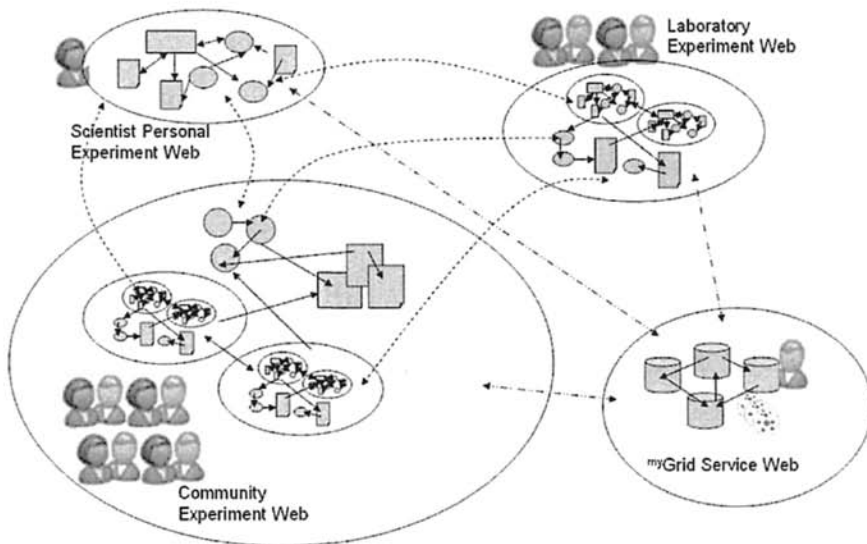 Laboratory
Experiment Web
Scientist Personal
Experiment Web
myGrid Service Web
Community
Experiment Web